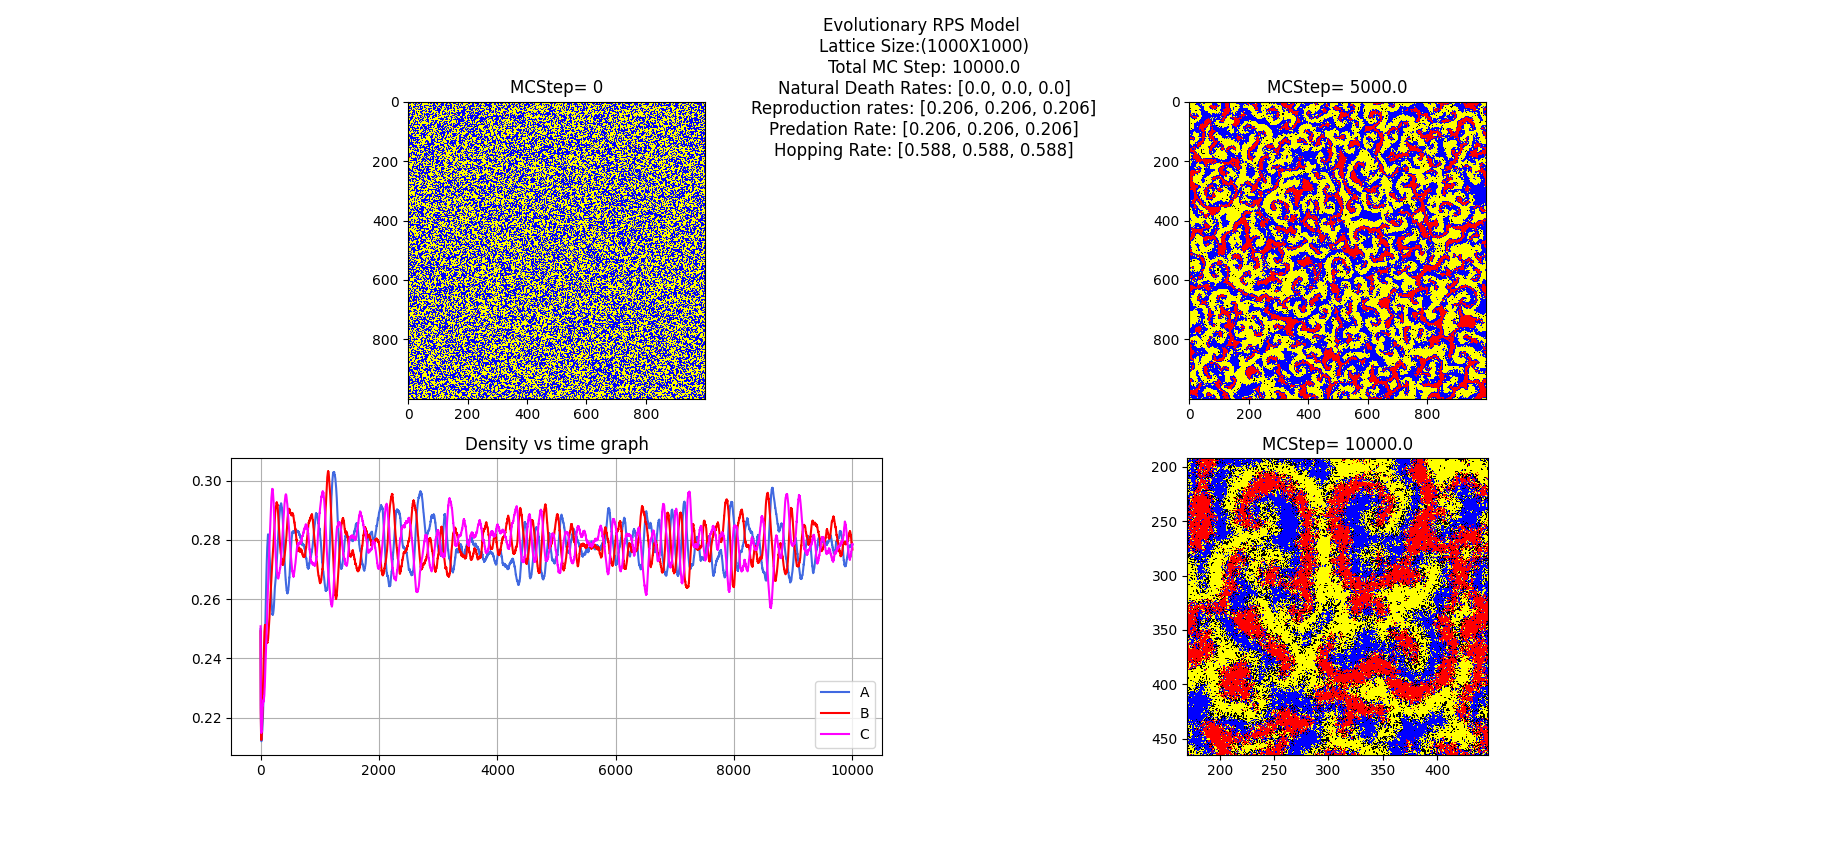 Evolutionary RPS Model
Lattice Size:(1000X1000)
Total MC Step: 10000.0
Natural Death Rates: [0.0, 0.0, 0.0]
Reproduction rates: [0.206, 0.206, 0.206]
Predation Rate: [0.206, 0.206, 0.206]
Hopping Rate: [0.588, 0.588, 0.588]
MCStep= 0
0
200
400
600
800
0 200 400 600 800
MCStep= 5000.0
0
200
400
600
800
0 200 400 600 800
Density vs time graph
0.30
0.28
0.26
0.24
0.22
0 2000 4000 6000 8000 10000
A
B
C
MCStep= 10000.0
200
250
300
350
400
450
200 250 300 350 400